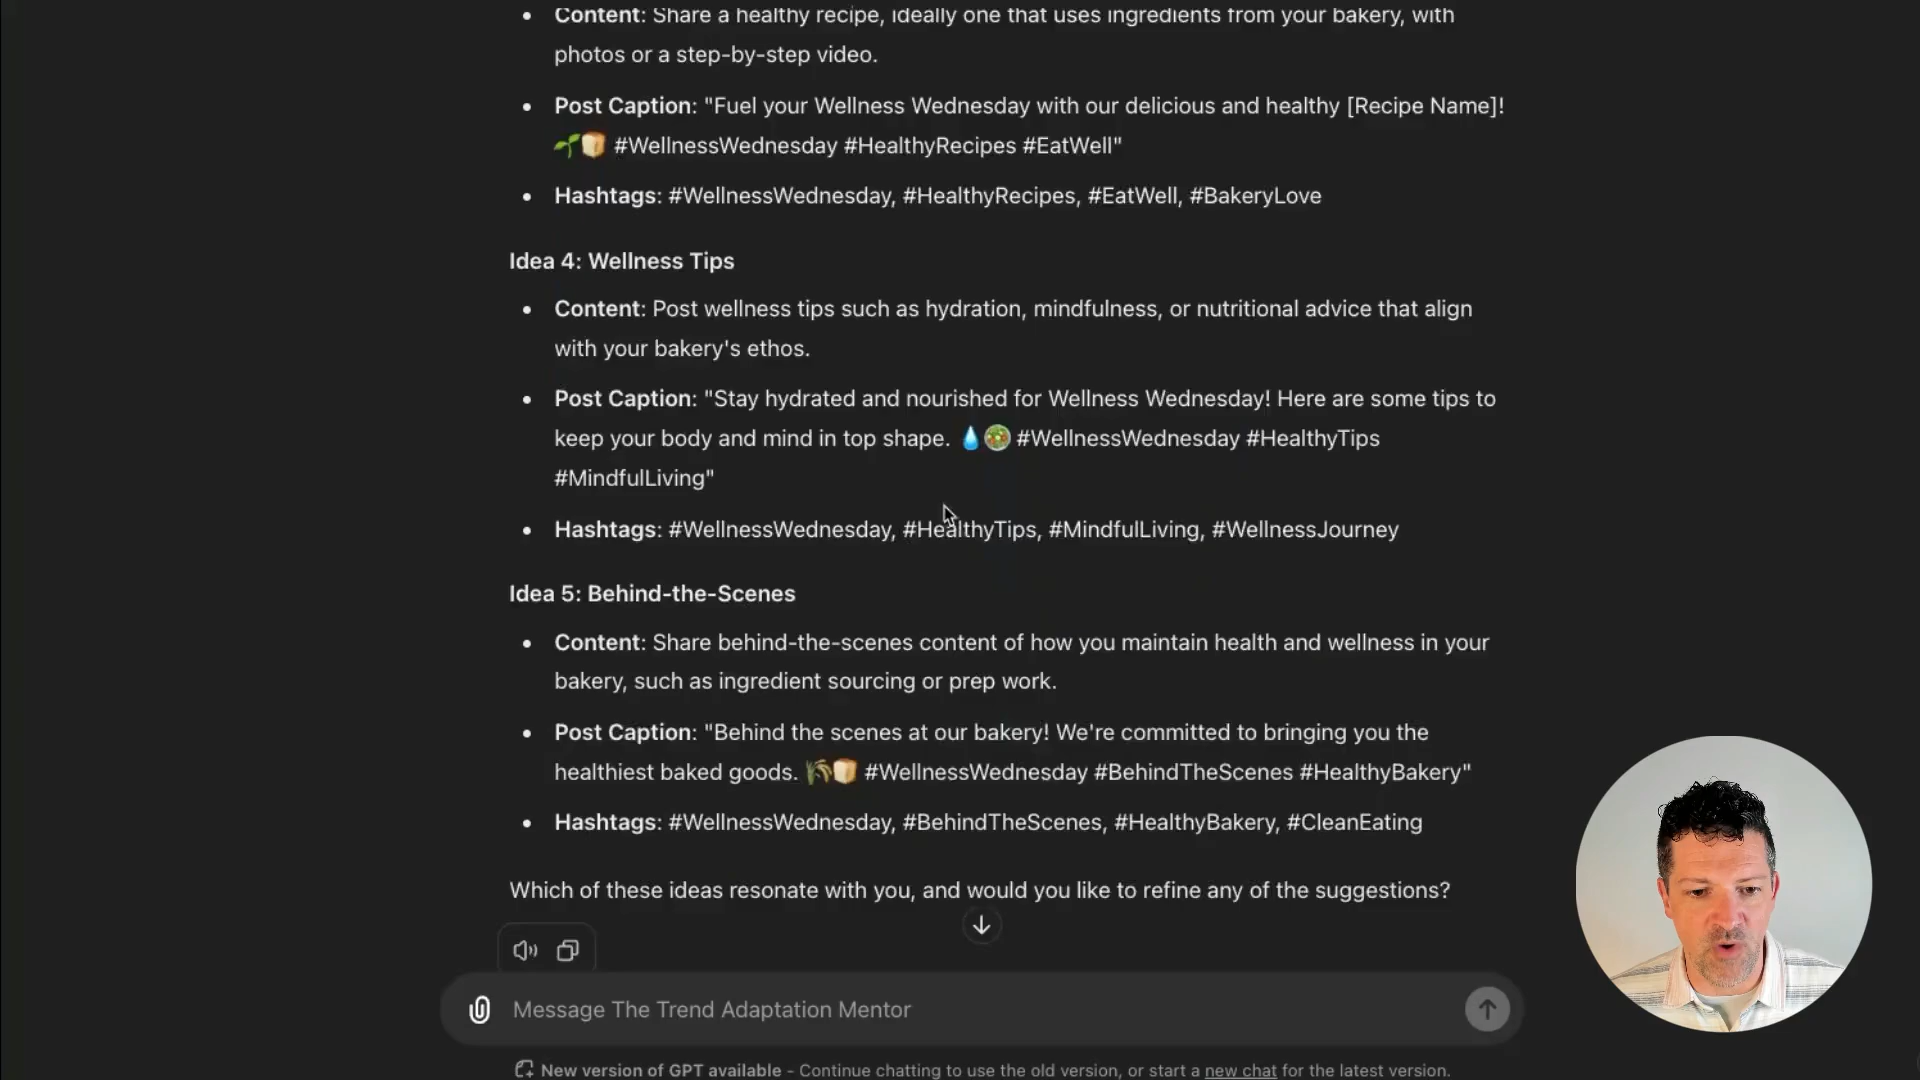 Content: Share a healthy recipe, ideally one that uses ingredients from your bakery, with
photos or a step-by-step video.
Post Caption: "Fuel your Wellness Wednesday with our delicious and healthy [Recipe Name]!
🌱🍞 #WellnessWednesday #HealthyRecipes #EatWell"
Hashtags: #WellnessWednesday, #HealthyRecipes, #EatWell, #BakeryLove
Idea 4: Wellness Tips
Content: Post wellness tips such as hydration, mindfulness, or nutritional advice that align
with your bakery's ethos.
Post Caption: "Stay hydrated and nourished for Wellness Wednesday! Here are some tips to
keep your body and mind in top shape. 💧🥗 #WellnessWednesday #HealthyTips
#MindfulLiving"
Hashtags: #WellnessWednesday, #HealthyTips, #MindfulLiving, #WellnessJourney
Idea 5: Behind-the-Scenes
Content: Share behind-the-scenes content of how you maintain health and wellness in your
bakery, such as ingredient sourcing or prep work.
Post Caption: "Behind the scenes at our bakery! We're committed to bringing you the
healthiest baked goods. 🌾🍞 #WellnessWednesday #BehindTheScenes #HealthyBakery"
Hashtags: #WellnessWednesday, #BehindTheScenes, #HealthyBakery, #CleanEating
Which of these ideas resonate with you, and would you like to refine any of the suggestions?
Message The Trend Adaptation Mentor
New version of GPT available - Continue chatting to use the old version, or start a new chat for the latest version.